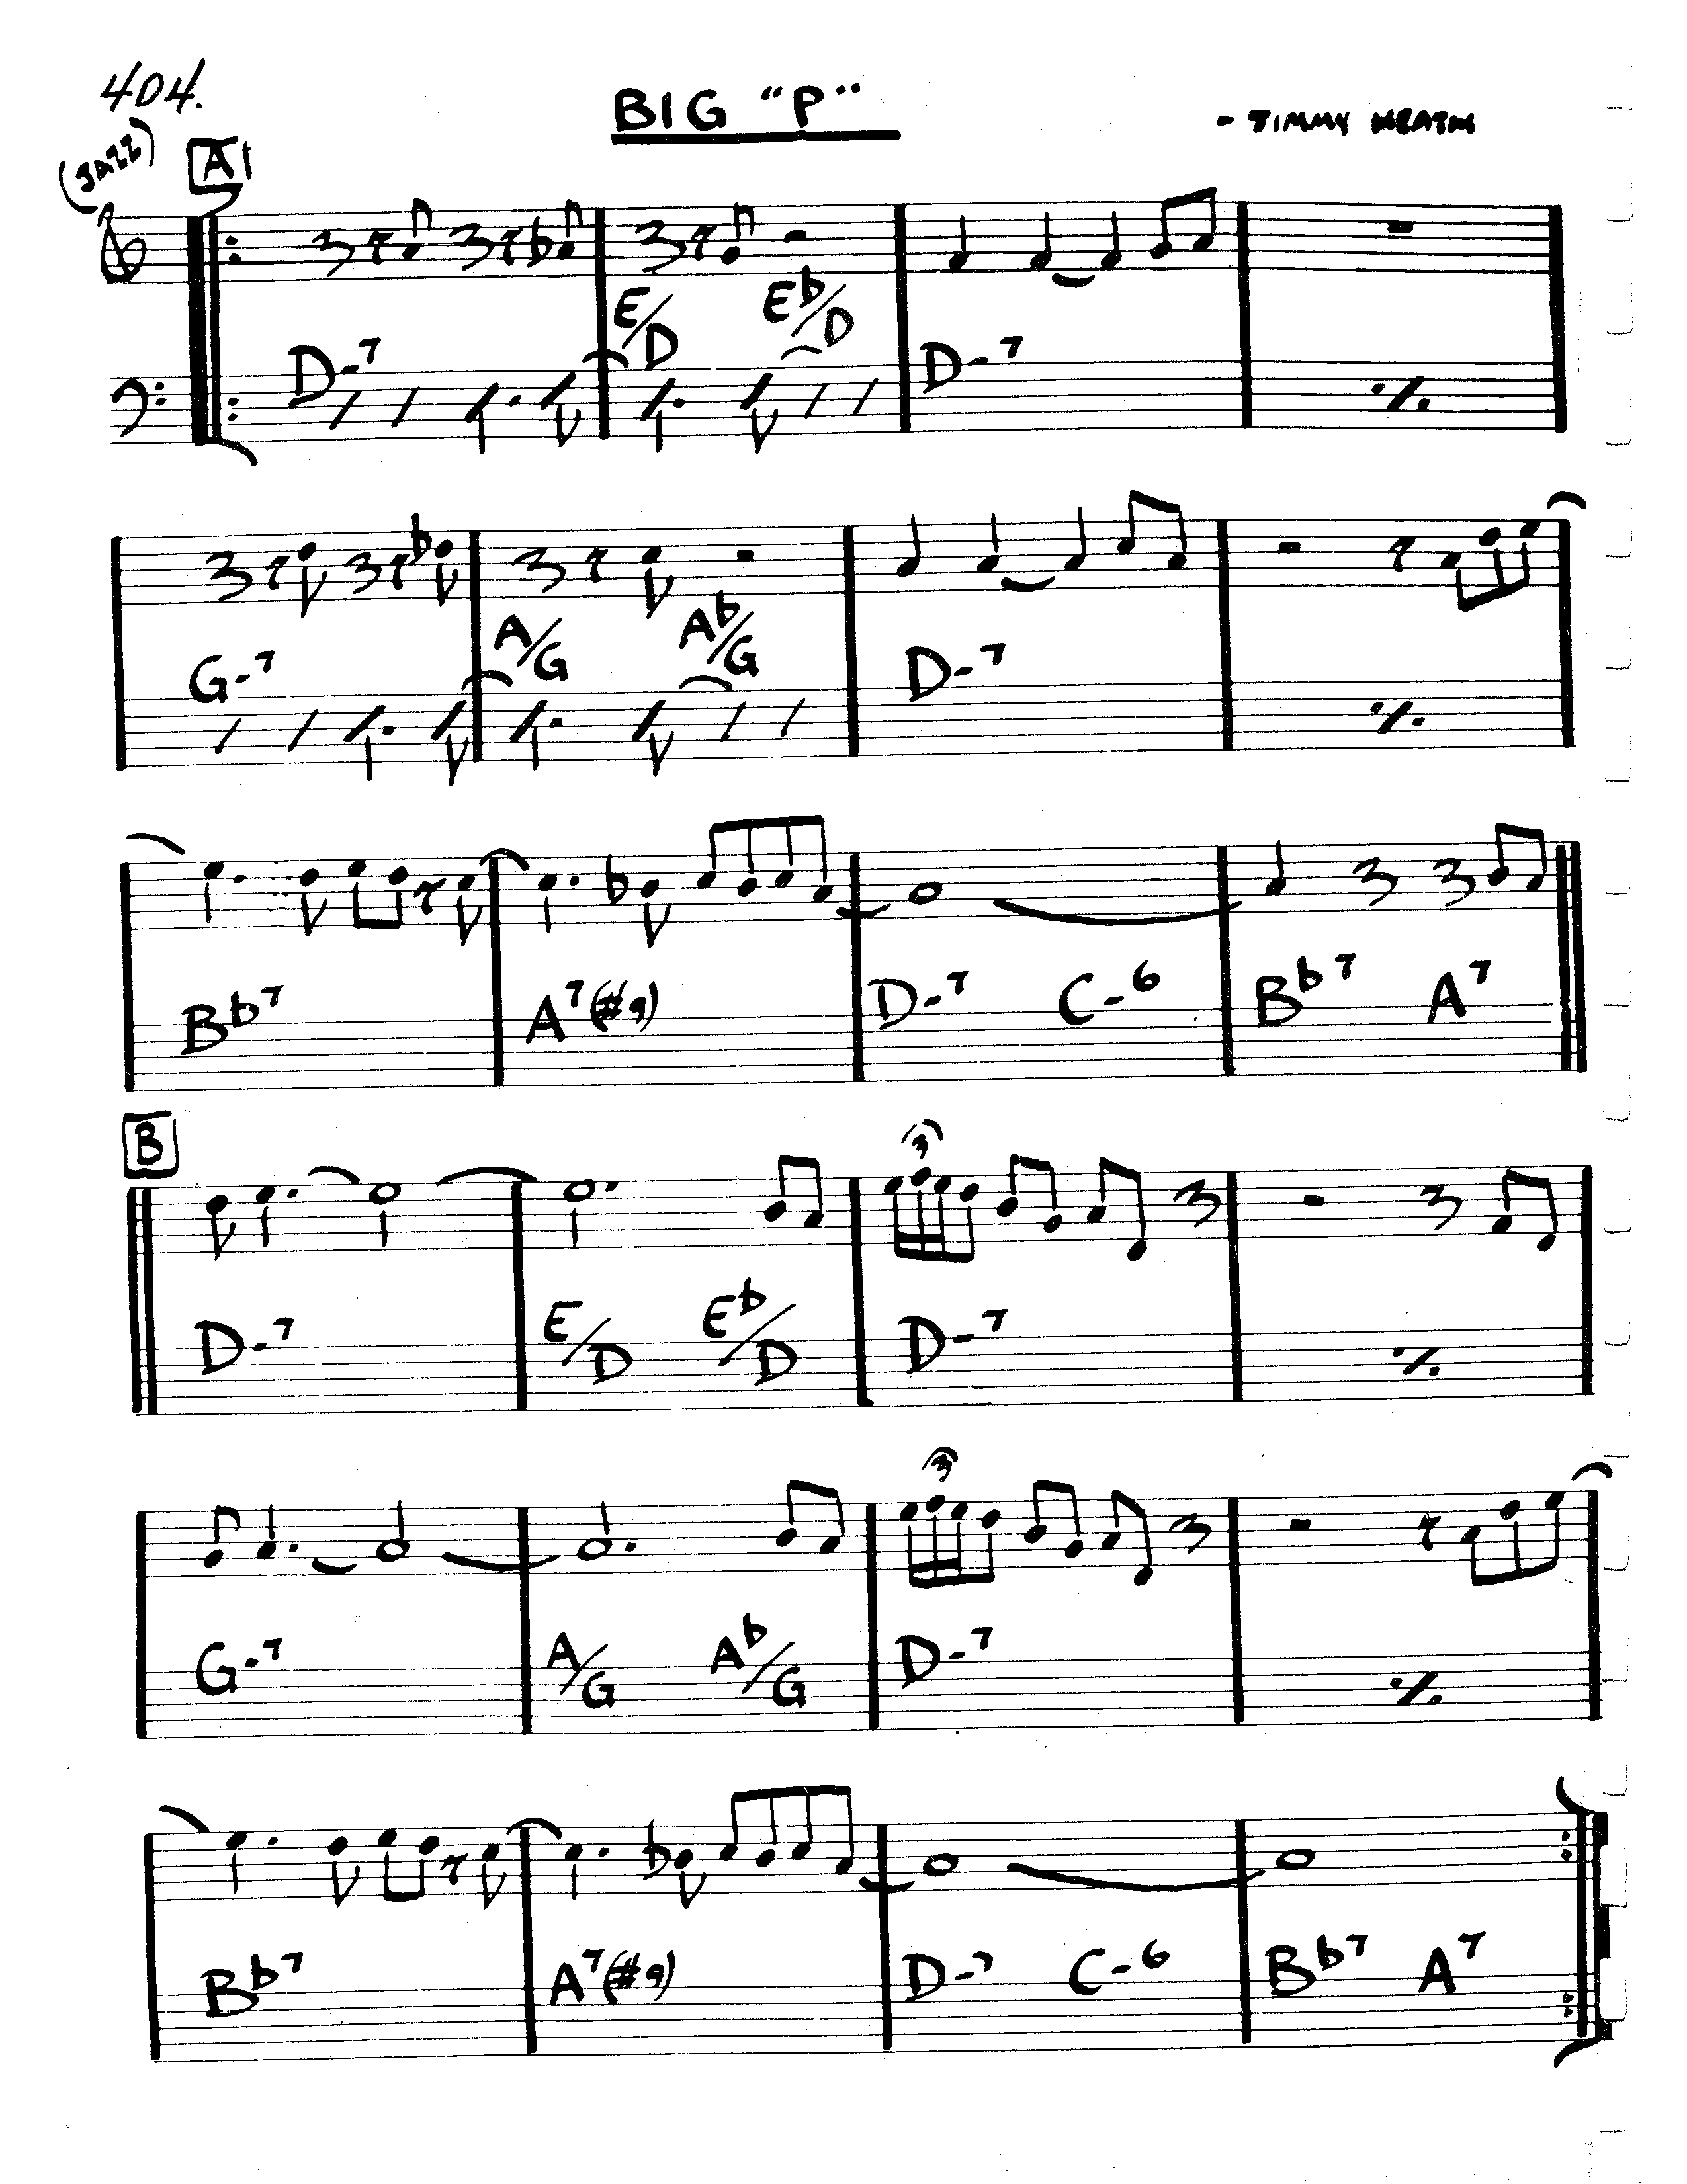 404.
BIG "P"
- JIMMY HEATH
(JAZZ)
A
E/D Eb/D
D-7 D-7
A/G Ab/G
G-7 D-7
Bb7 A7(#9) D-7 C-6 Bb7 A7
B
3
D-7 E/D Eb/D D-7
3
G-7 A/G Ab/G D-7
Bb7 A7(#9) D-7 C-6 Bb7 A7